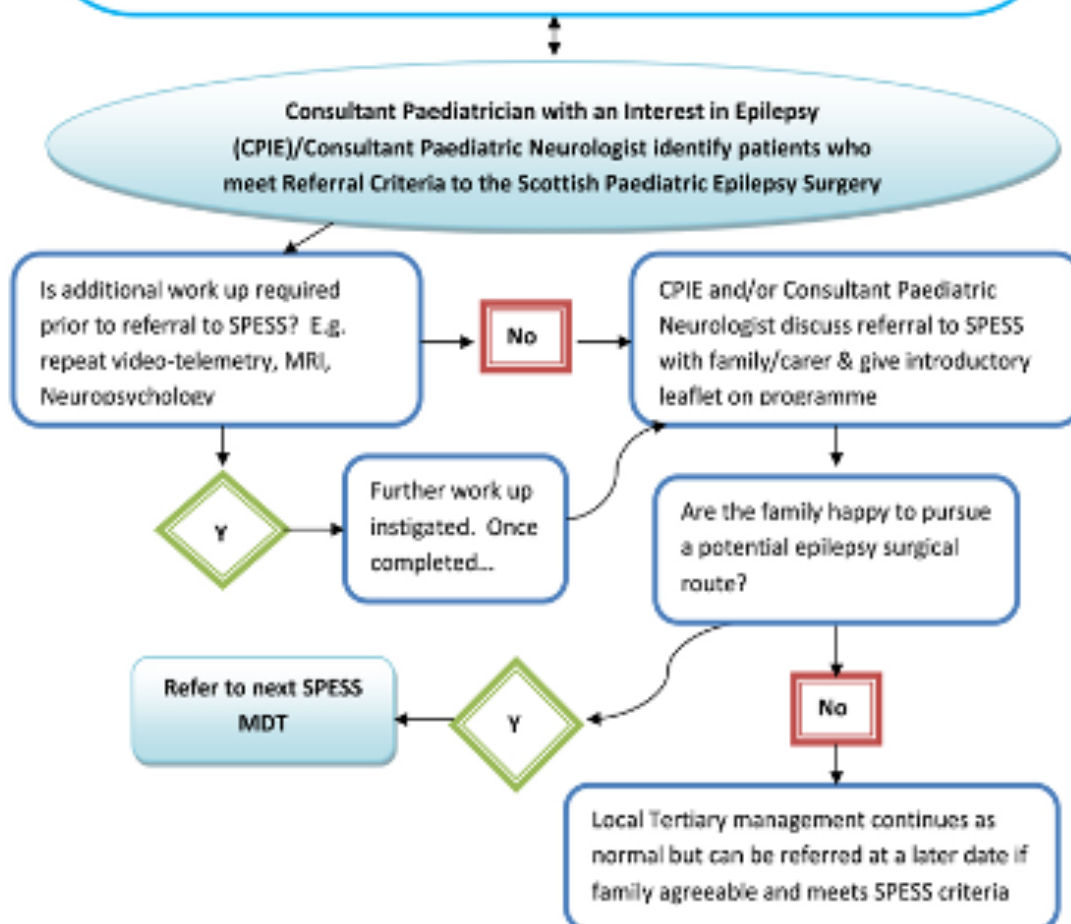 Consultant Paediatrician with an Interest in Epilepsy
(CPIE)/Consultant Paediatric Neurologist identify patients who
meet Referral Criteria to the Scottish Paediatric Epilepsy Surgery
Is additional work up required
prior to referral to SPESS? E.g.
repeat video-telemetry, MRI,
Neuropsychology
No
CPIE and/or Consultant Paediatric
Neurologist discuss referral to SPESS
with family/carer & give introductory
leaflet on programme
Y
Further work up
instigated. Once
completed...
Are the family happy to pursue
a potential epilepsy surgical
route?
Refer to next SPESS
MDT
Y
No
Local Tertiary management continues as
normal but can be referred at a later date if
family agreeable and meets SPESS criteria